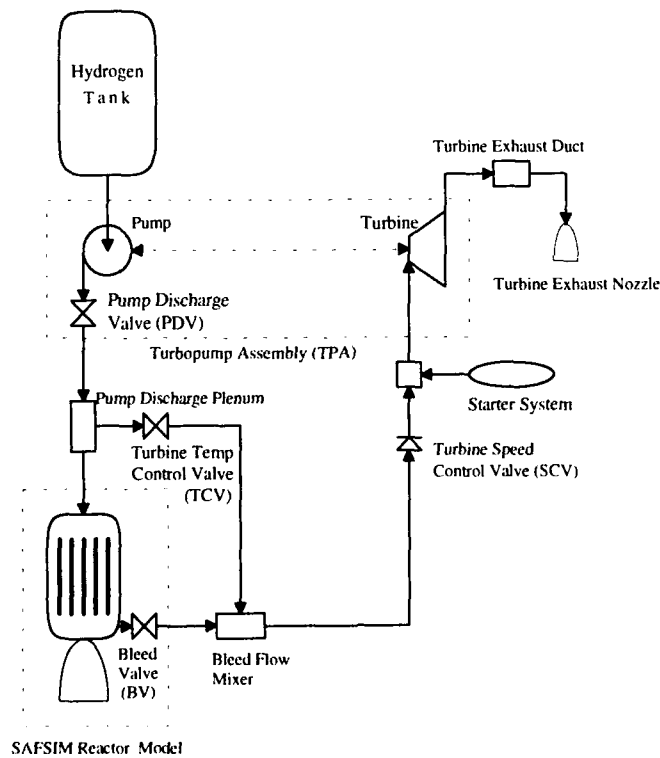 Hydrogen
Tank
Turbine Exhaust Duct
Pump
Turbine
Turbine Exhaust Nozzle
Pump Discharge
Valve (PDV)
Turbopump Assembly (TPA)
Pump Discharge Plenum
Starter System
Turbine Temp
Control Valve
(TCV)
Turbine Speed
Control Valve (SCV)
Bleed
Valve
(BV)
Bleed Flow
Mixer
SAFSIM Reactor Model